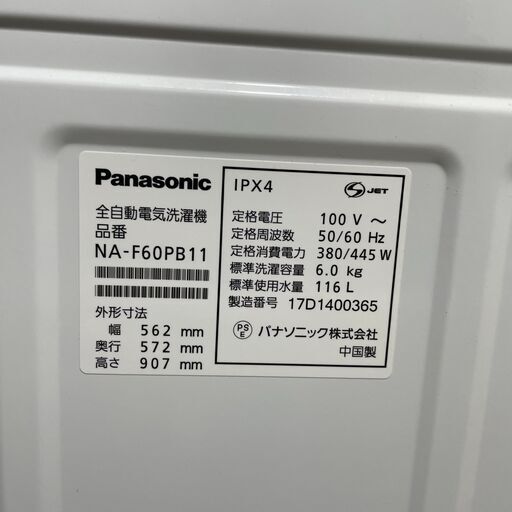 Panasonic
全自動電気洗濯機
品番
NA-F60PB11
外形寸法
幅 562 mm
奥行 572 mm
高さ 907 mm
IPX4
S JET
定格電圧 100 V ～
定格周波数 50/60 Hz
定格消費電力 380/445 W
標準洗濯容量 6.0 kg
標準使用水量 116 L
製造番号 17D1400365
PSE パナソニック株式会社
中国製